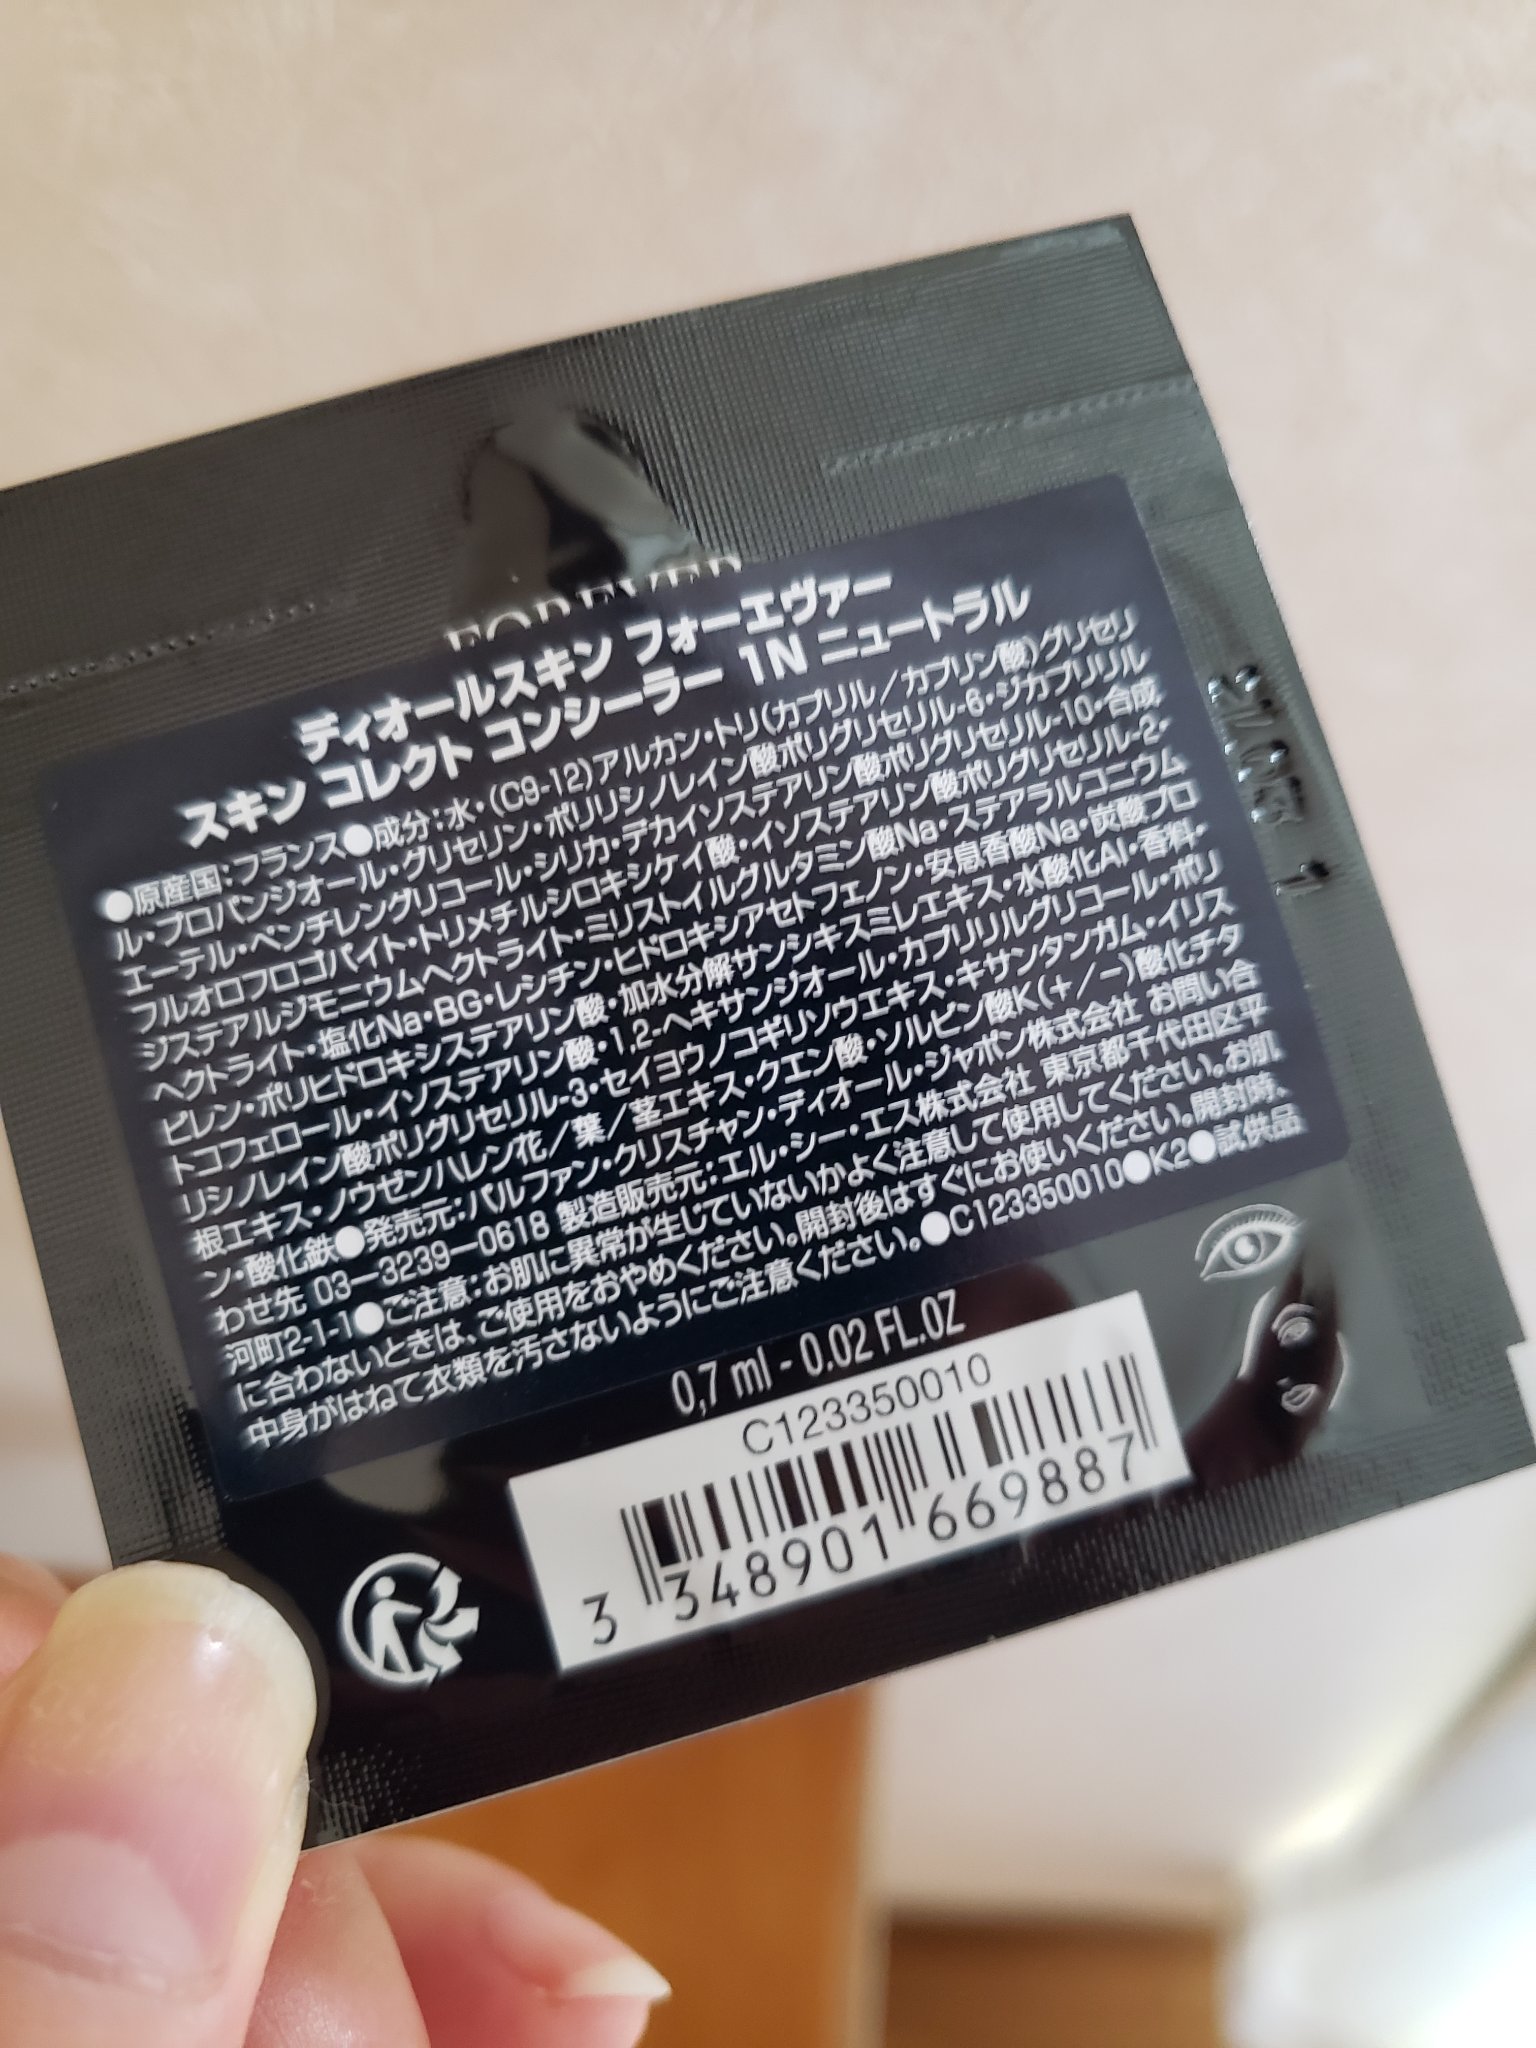 FOREVER
ディオールスキン フォーエヴァー
スキン コレクト コンシーラー 1N ニュートラル
●原産国：フランス●成分：水・(C9-12)アルカン・トリ(カプリル／カプリン酸)グリセリ
ル・プロパンジオール・グリセリン・ポリリシノレイン酸ポリグリセリル-6・ジカプリリル
エーテル・ペンチレングリコール・シリカ・デカイソステアリン酸ポリグリセリル-10・合成
フルオロフロゴパイト・トリメチルシロキシケイ酸・イソステアリン酸ポリグリセリル-2・
ジステアルジモニウムヘクトライト・ミリストイルグルタミン酸Na・ステアラルコニウム
ヘクトライト・塩化Na・BG・レシチン・ヒドロキシアセトフェノン・安息香酸Na・炭酸プロ
ピレン・ポリヒドロキシステアリン酸・加水分解サンシキスミレエキス・水酸化Al・香料・
トコフェロール・イソステアリン酸・1,2-ヘキサンジオール・カプリリルグリコール・ポリ
リシノレイン酸ポリグリセリル-3・セイヨウノコギリソウエキス・キサンタンガム・イリス
根エキス・ノウゼンハレン花／葉／茎エキス・クエン酸・ソルビン酸K(＋/−)酸化チタ
ン・酸化鉄●発売元：パルファン・クリスチャン・ディオール・ジャポン株式会社 お問い合
わせ先 03ー3239ー0618 製造販売元：エル・シー・エス株式会社 東京都千代田区平
河町2-1-1●ご注意：お肌に異常が生じていないかよく注意して使用してください。お肌
に合わないときは、ご使用をおやめください。開封後はすぐにお使いください。開封時、
中身がはねて衣類を汚さないようにご注意ください。●C123350010●K2●試供品
0,7 ml - 0.02 FL.OZ
C123350010
3 348901 669887